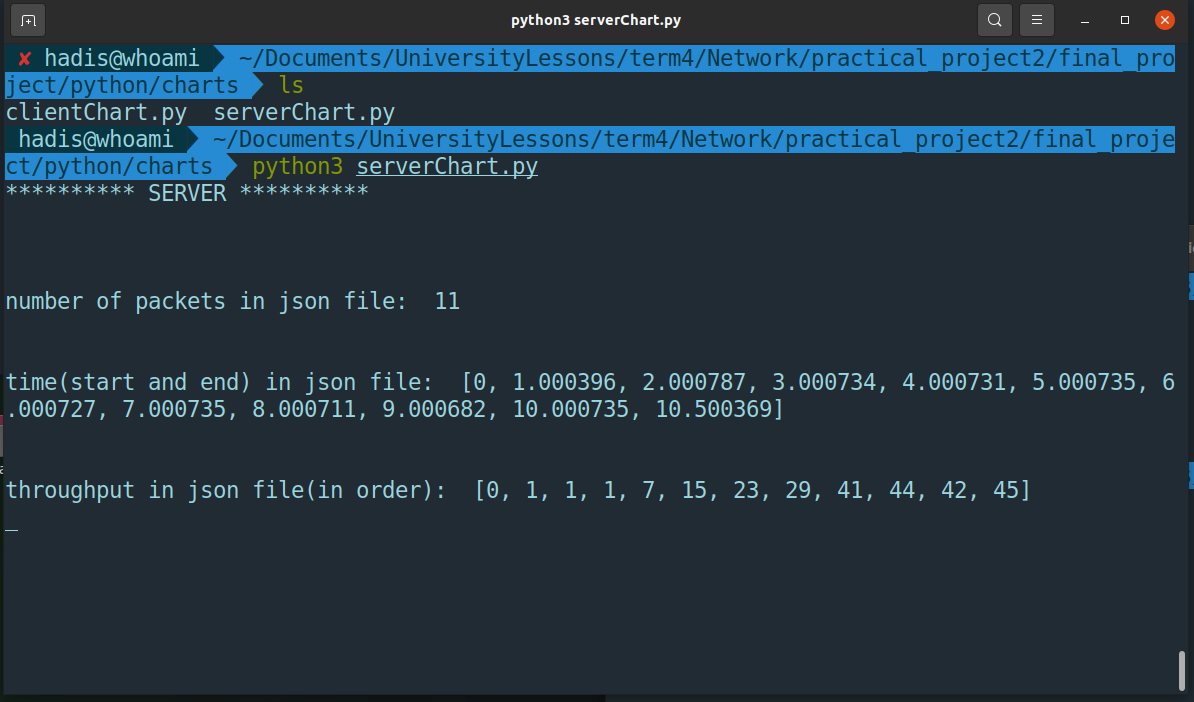 python3 serverChart.py
✘ hadis@whoami ~/Documents/UniversityLessons/term4/Network/practical_project2/final_pro
ject/python/charts ls
clientChart.py  serverChart.py
hadis@whoami ~/Documents/UniversityLessons/term4/Network/practical_project2/final_proje
ct/python/charts python3 serverChart.py
********** SERVER **********
number of packets in json file:  11
time(start and end) in json file:  [0, 1.000396, 2.000787, 3.000734, 4.000731, 5.000735, 6
.000727, 7.000735, 8.000711, 9.000682, 10.000735, 10.500369]
throughput in json file(in order):  [0, 1, 1, 1, 7, 15, 23, 29, 41, 44, 42, 45]